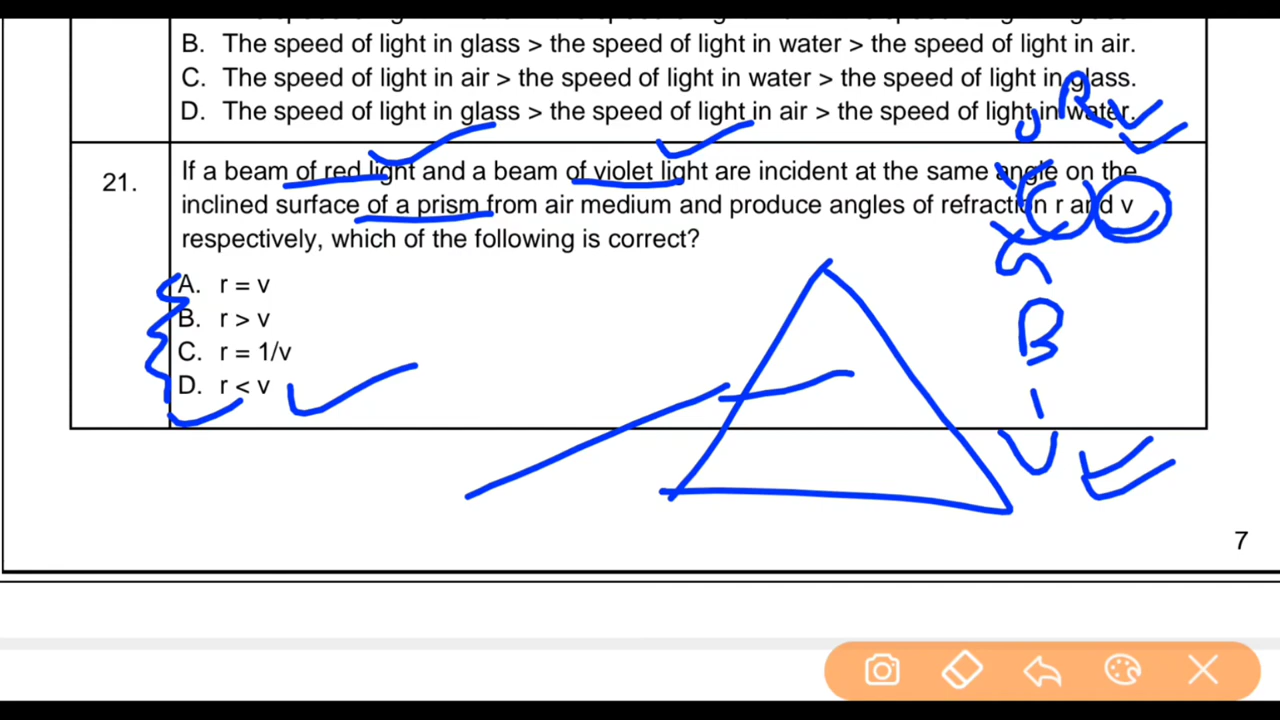 B. The speed of light in glass > the speed of light in water > the speed of light in air.
C. The speed of light in air > the speed of light in water > the speed of light in glass.
D. The speed of light in glass > the speed of light in air > the speed of light in water.
21. If a beam of red light and a beam of violet light are incident at the same angle on the
inclined surface of a prism from air medium and produce angles of refraction r and v
respectively, which of the following is correct?
A. r = v
B. r > v
C. r = 1/v
D. r < v
R
O
B
I
V
7